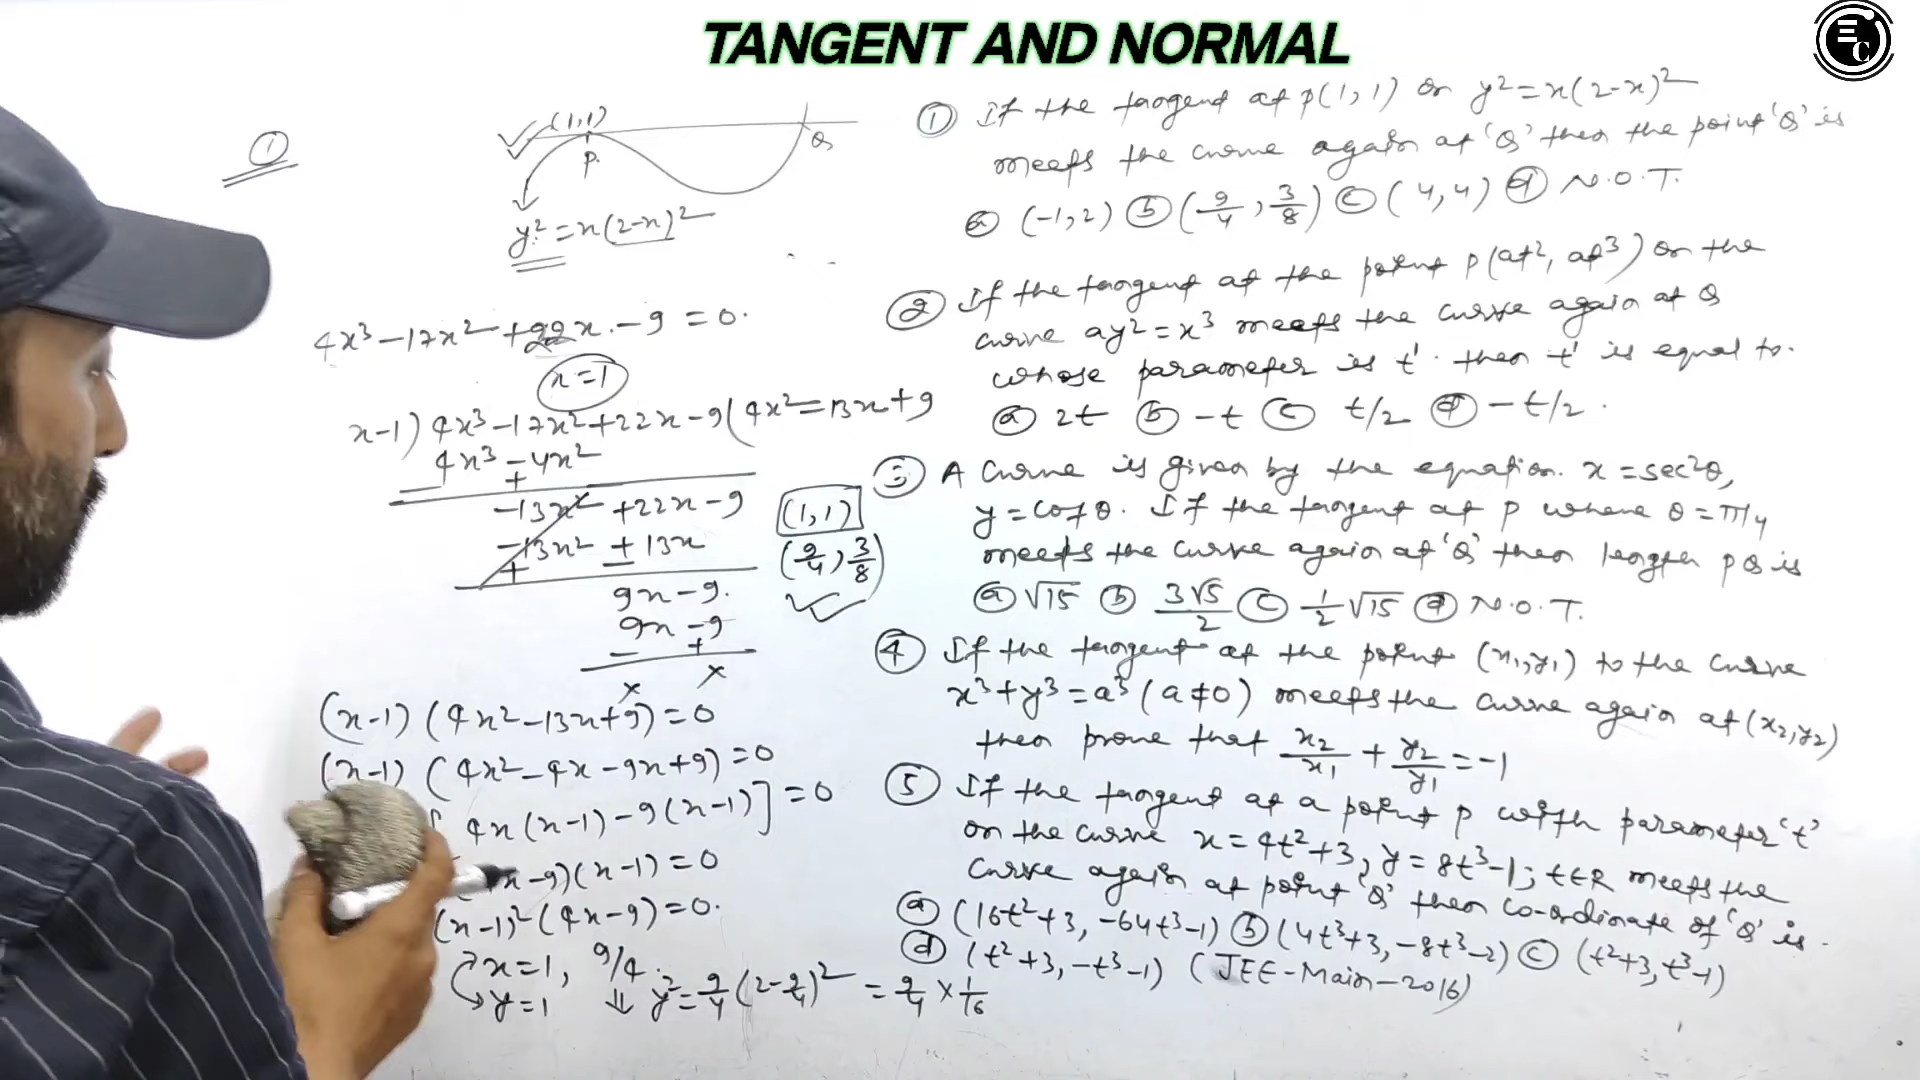 TANGENT AND NORMAL
EC
①
(1,1)
P.
Q
y² = x(2-x)²
4x³ - 17x² + 22x - 9 = 0.
x=1
x-1) 4x³ - 17x² + 22x - 9 ( 4x² - 13x + 9
4x³ - 4x²
+
-13x² + 22x - 9
-13x² + 13x
+ -
9x - 9.
9x - 9
- +
x x
(1,1)
(9/4, 3/8)
(x-1) (4x² - 13x + 9) = 0
(x-1) (4x² - 4x - 9x + 9) = 0
[4x(x-1) - 9(x-1)] = 0
x-9)(x-1) = 0
(x-1)² (4x-9) = 0.
x=1, 9/4.
y=1 ⇓ y² = 9/4 (2-9/4)² = 9/4 × 1/16
① If the tangent at P(1,1) on y² = x(2-x)²
meets the curve again at 'Q' then the point 'Q' is
ⓐ (-1,2) ⓑ (9/4, 3/8) ⓒ (4,4) ⓓ N.O.T.
② If the tangent at the point P(at², at³) on the
curve ay² = x³ meets the curve again at Q
whose parameter is t'. then t' is equal to.
ⓐ 2t ⓑ -t ⓒ t/2 ⓓ -t/2.
③ A curve is given by the equation. x = sec²θ,
y = cotθ. If the tangent at P where θ = π/4
meets the curve again at 'Q' then length PQ is
ⓐ √15 ⓑ 3√5/2 ⓒ 1/2 √15 ⓓ N.O.T.
④ If the tangent at the point (x₁,y₁) to the curve
x³ + y³ = a³ (a ≠ 0) meets the curve again at (x₂,y₂)
then prove that x₂/x₁ + y₂/y₁ = -1
⑤ If the tangent at a point P with parameter 't'
on the curve x = 4t² + 3, y = 8t³ - 1; t∈R meets the
curve again at point 'Q' then co-ordinate of 'Q' is.
ⓐ (16t² + 3, -64t³ - 1) ⓑ (4t³ + 3, -8t³ - 2) ⓒ (t² + 3, t³ - 1)
ⓓ (t² + 3, -t³ - 1) (JEE-Main-2016)